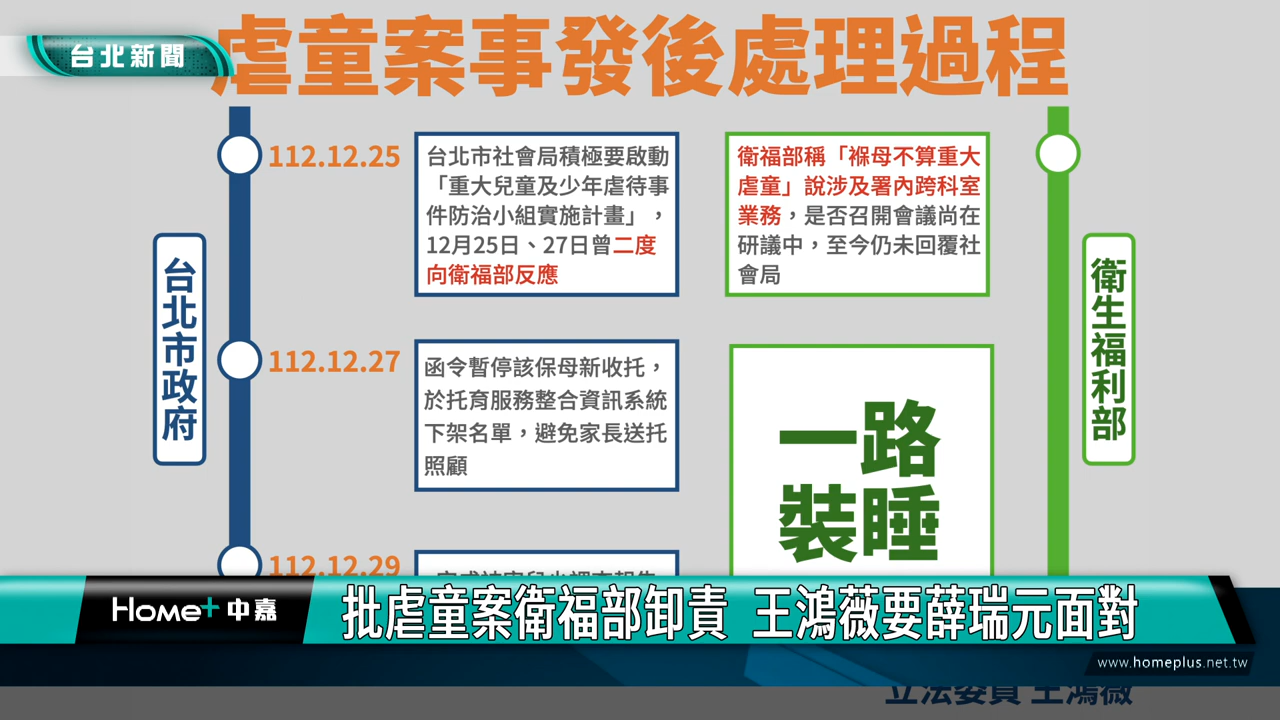 台北新聞
虐童案事發後處理過程
112.12.25
台北市社會局積極要啟動
「重大兒童及少年虐待事
件防治小組實施計畫」，
12月25日、27日曾二度
向衛福部反應
衛福部稱「褓母不算重大
虐童」說涉及署內跨科室
業務，是否召開會議尚在
研議中，至今仍未回覆社
會局
台北市政府
衛生福利部
112.12.27
函令暫停該保母新收托，
於托育服務整合資訊系統
下架名單，避免家長送托
照顧
一路
裝睡
112.12.29
Home+中嘉
批虐童案衛福部卸責 王鴻薇要薛瑞元面對
www.homeplus.net.tw
立法委員 王鴻薇